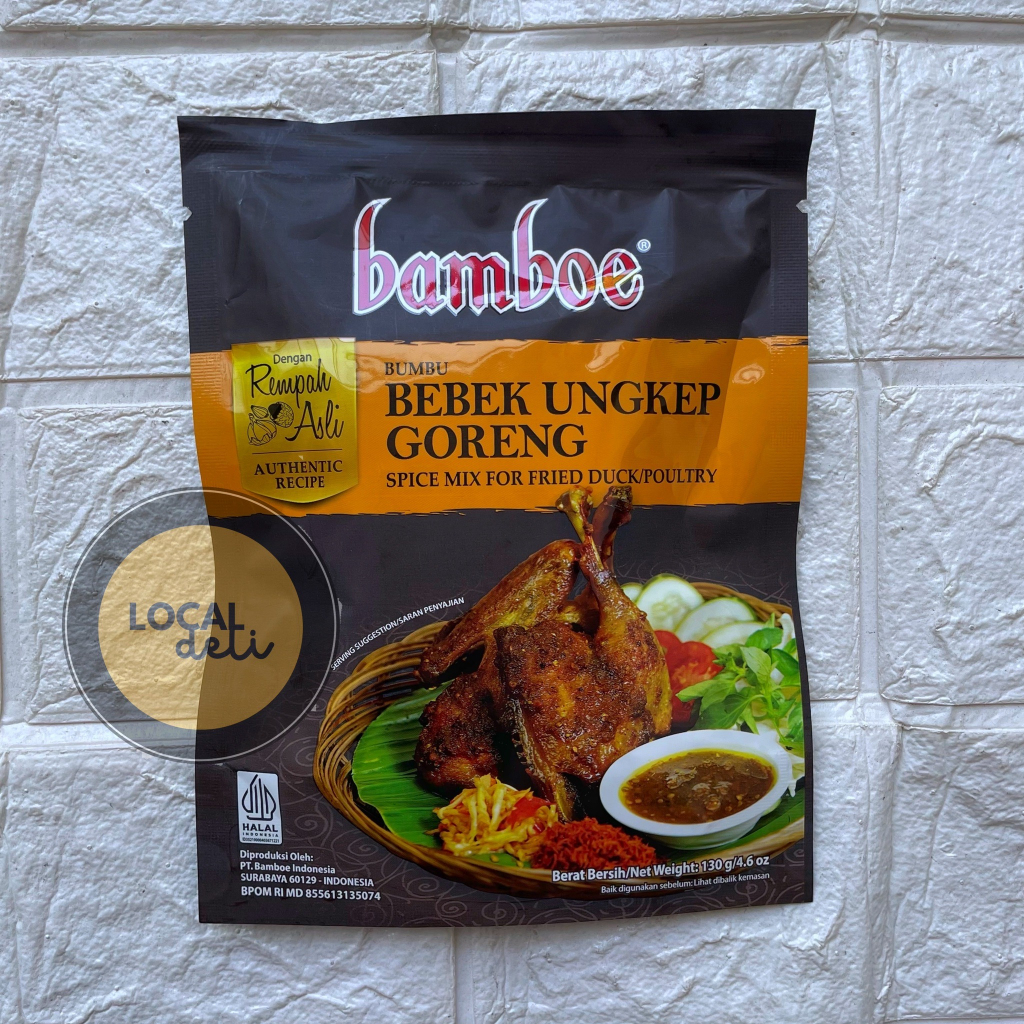 bamboe®
Dengan
Rempah
Asli
AUTHENTIC
RECIPE
BUMBU
BEBEK UNGKEP
GORENG
SPICE MIX FOR FRIED DUCK/POULTRY
LOCAL
deli
SERVING SUGGESTION/SARAN PENYAJIAN
HALAL
INDONESIA
Diproduksi Oleh:
PT. Bamboe Indonesia
SURABAYA 60129 - INDONESIA
BPOM RI MD 855613135074
Berat Bersih/Net Weight: 130 g/4.6 oz
Baik digunakan sebelum: Lihat dibalik kemasan